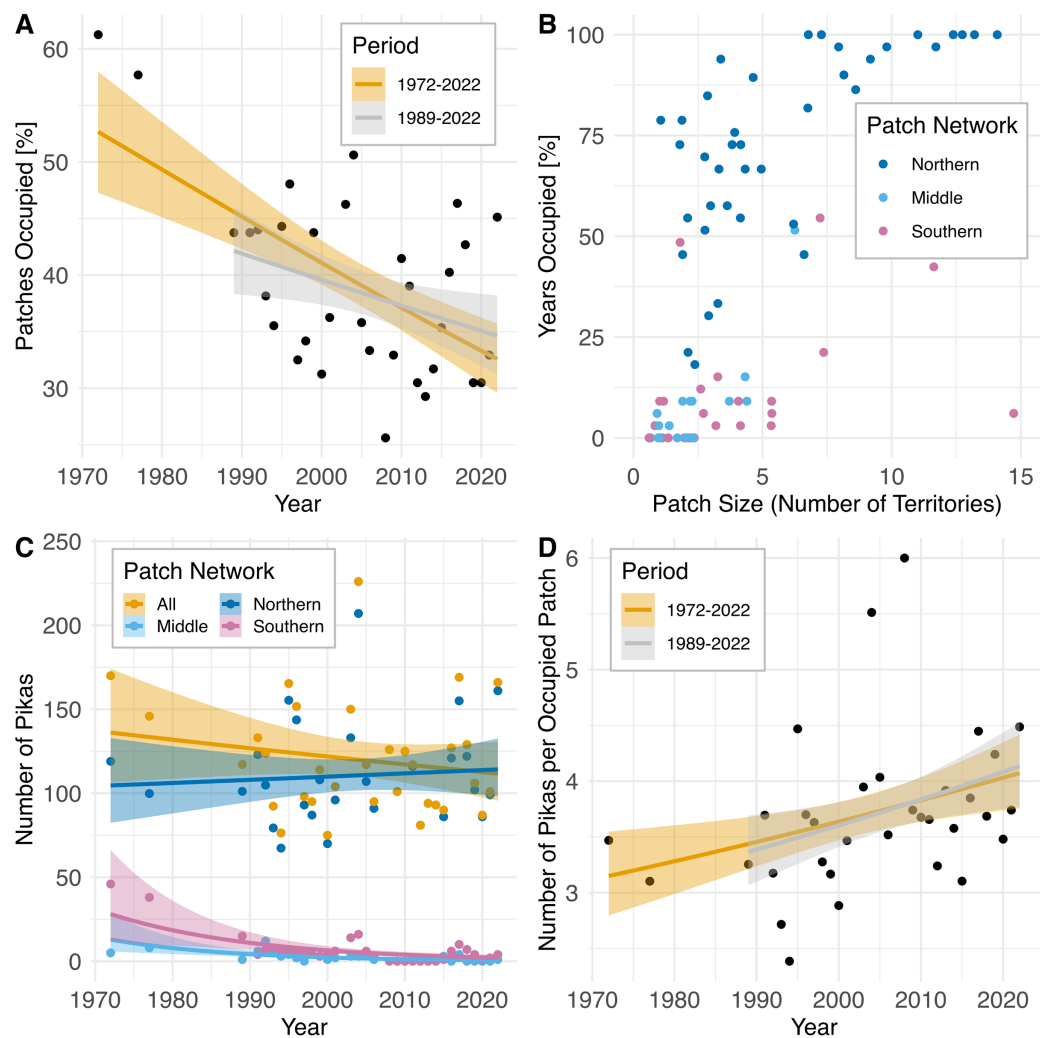 A
Patches Occupied [%]
60
50
40
30
1970 1980 1990 2000 2010 2020
Year
Period
1972-2022
1989-2022
B
Years Occupied [%]
100
75
50
25
0
0 5 10 15
Patch Size (Number of Territories)
Patch Network
Northern
Middle
Southern
C
Number of Pikas
250
200
150
100
50
0
1970 1980 1990 2000 2010 2020
Year
Patch Network
All Northern
Middle Southern
D
Number of Pikas per Occupied Patch
6
5
4
3
1970 1980 1990 2000 2010 2020
Year
Period
1972-2022
1989-2022